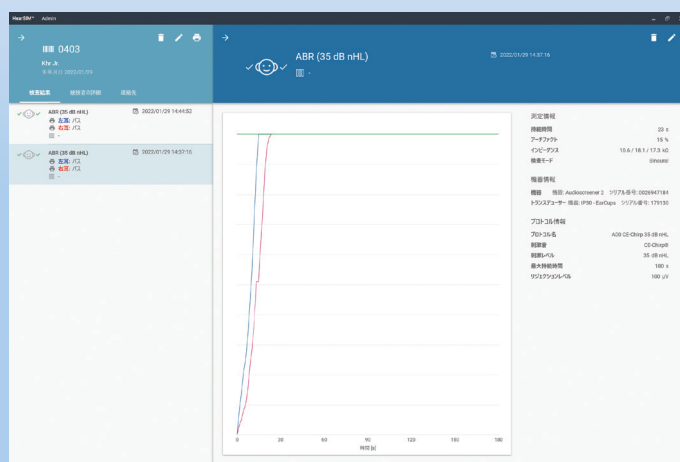 HearSIM™ Admin
0403
Khr Jr.
生年月日 2022/01/29
検査結果 被検者の詳細 連絡先
ABR (35 dB nHL) 2022/01/29 14:44:52
左耳: パス
右耳: パス
-
ABR (35 dB nHL) 2022/01/29 14:37:16
左耳: パス
右耳: パス
-
ABR (35 dB nHL) 2022/01/29 14:37:16
-
0 30 60 90 120 150 180
時間 [s]
測定情報
持続時間 23 s
アーチファクト 15 %
インピーダンス 10.6 / 18.1 / 17.3 kΩ
検査モード Binaural
機器情報
機器 機器: Audioscreener 2 シリアル番号: 0026947184
トランスデューサー 機器: IP30 - EarCups シリアル番号: 179130
プロトコル情報
プロトコル名 ABR CE-Chirp 35 dB nHL
刺激音 CE-Chirp®
刺激レベル 35 dB nHL
最大持続時間 180 s
リジェクションレベル 100 µV